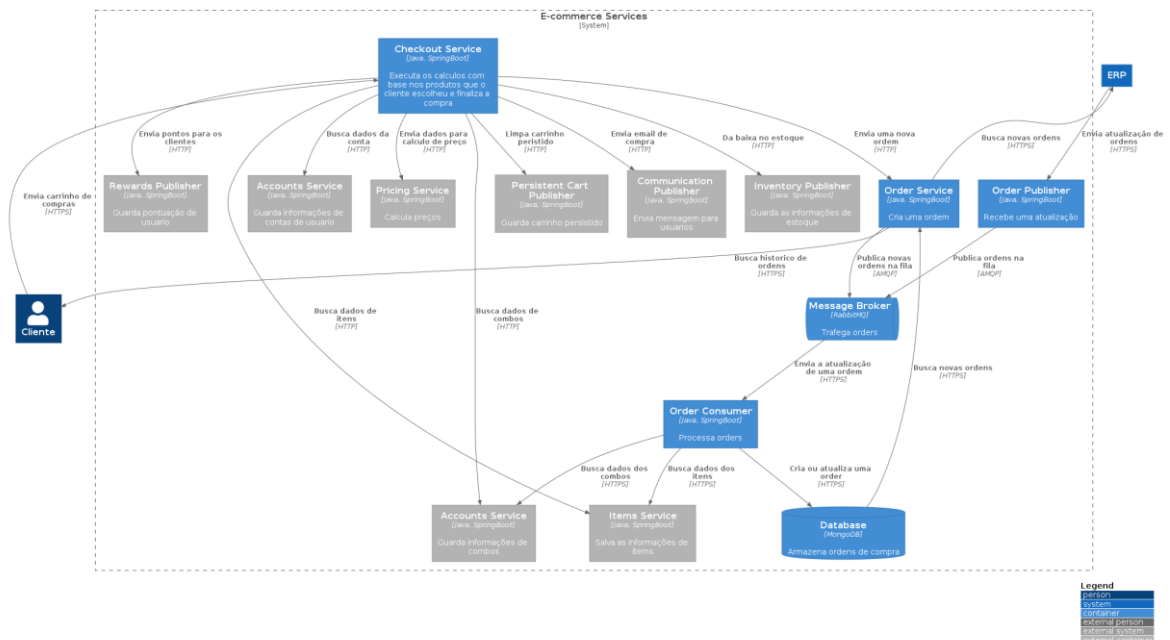 E-commerce Services
[System]
Checkout Service
[Java, SpringBoot]
Executa os calculos com
base nos produtos que o
cliente escolheu e finaliza a
compra
ERP
Envia pontos para os
clientes
[HTTP]
Busca dados da
conta
[HTTP]
Envia dados para
calculo de preço
[HTTP]
Limpa carrinho
peristido
[HTTP]
Envia email de
compra
[HTTP]
Da baixa no estoque
[HTTP]
Envia uma nova
ordem
[HTTP]
Busca novas ordens
[HTTPS]
Envia atualização de
ordens
[HTTPS]
Envia carrinho de
compras
[HTTPS]
Rewards Publisher
[Java, SpringBoot]
Guarda pontuação de
usuario
Accounts Service
[Java, SpringBoot]
Guarda informações de
contas de usuario
Pricing Service
[Java, SpringBoot]
Calcula preços
Persistent Cart
Publisher
[Java, SpringBoot]
Guarda carrinho persistido
Communication
Publisher
[Java, SpringBoot]
Envia mensagem para
usuarios
Inventory Publisher
[Java, SpringBoot]
Guarda as informações de
estoque
Order Service
[Java, SpringBoot]
Cria uma ordem
Order Publisher
[Java, SpringBoot]
Recebe uma atualização
Busca historico de
ordens
[HTTPS]
Publica novas
ordens na fila
[AMQP]
Publica ordens na
fila
[AMQP]
Cliente
Busca dados de
itens
[HTTP]
Busca dados de
combos
[HTTP]
Message Broker
[RabbitMQ]
Trafega orders
Envia a atualização
de uma ordem
[HTTPS]
Busca novas ordens
[HTTPS]
Order Consumer
[Java, SpringBoot]
Processa orders
Busca dados dos
combos
[HTTPS]
Busca dados dos
itens
[HTTPS]
Cria ou atualiza uma
order
[HTTPS]
Accounts Service
[Java, SpringBoot]
Guarda informações de
combos
Items Service
[Java, SpringBoot]
Salva as informações de
items
Database
[MongoDB]
Armazena ordens de compra
Legend
person
system
container
external person
external system